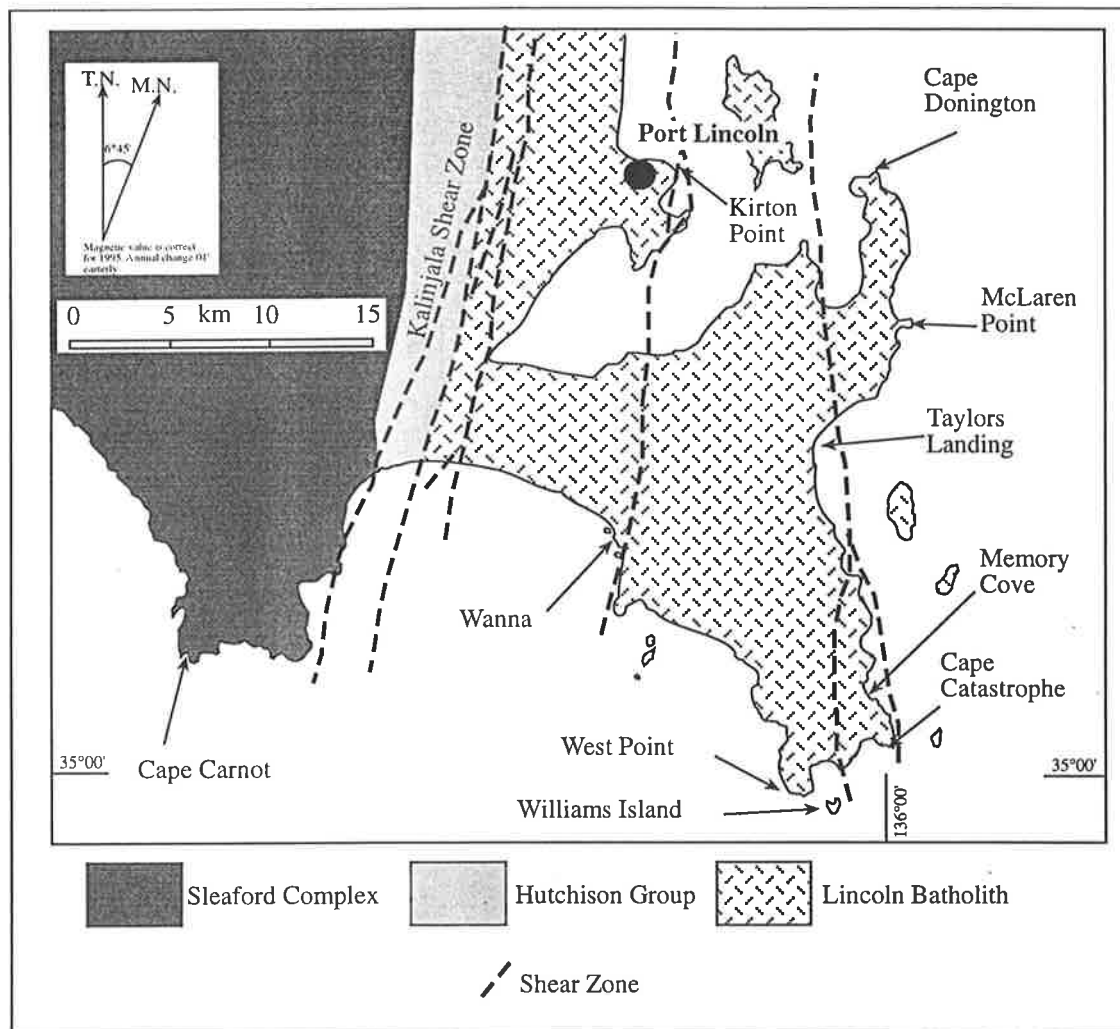 T.N.
M.N.
6°45'
Magnetic value is correct
for 1995. Annual change 01'
easterly
0 5 km 10 15
Kalinjala Shear Zone
Port Lincoln
Kirton
Point
Cape
Donington
McLaren
Point
Taylors
Landing
Memory
Cove
Cape
Catastrophe
Wanna
West Point
Williams Island
Cape Carnot
35°00'
35°00'
136°00'
Sleaford Complex
Hutchison Group
Lincoln Batholith
Shear Zone